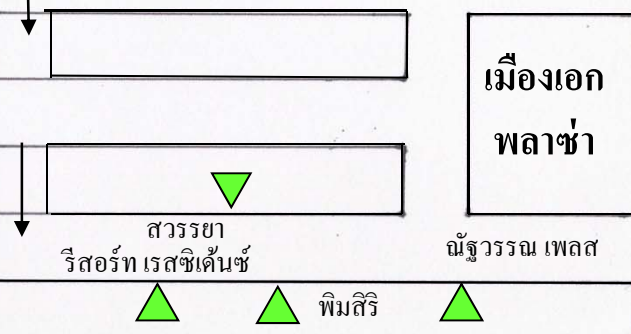 เมืองเอก
พลาซ่า
สวรรยา
รีสอร์ท เรสซิเด้นซ์
ณัฐวรรณ เพลส
พิมสิริ